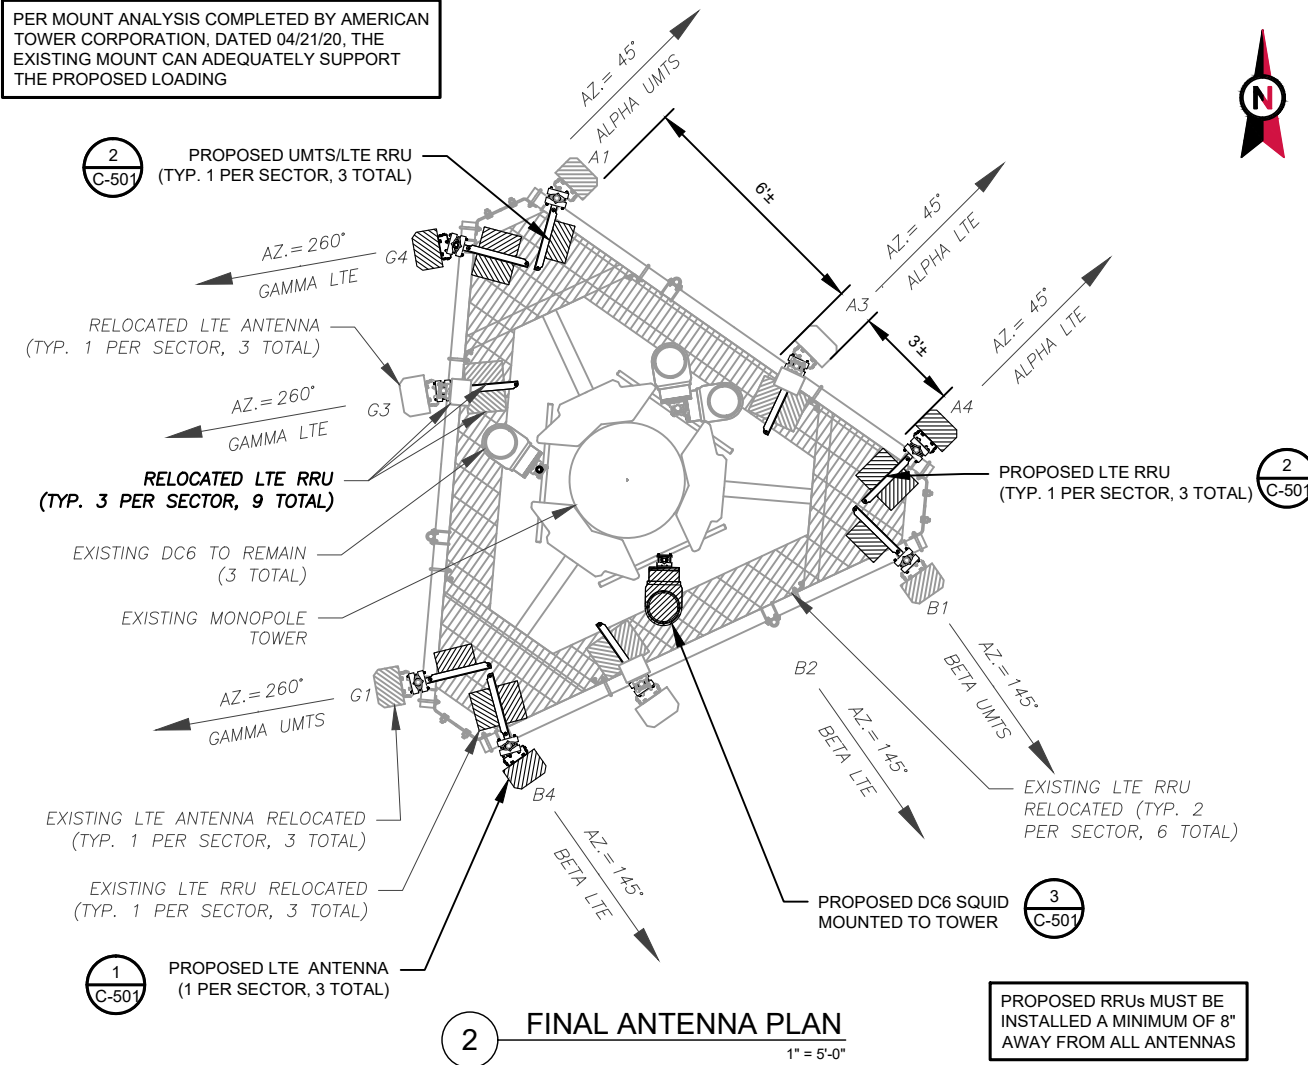 PER MOUNT ANALYSIS COMPLETED BY AMERICAN
TOWER CORPORATION, DATED 04/21/20, THE
EXISTING MOUNT CAN ADEQUATELY SUPPORT
THE PROPOSED LOADING
N
AZ.= 45°
ALPHA UMTS
2
C-501
PROPOSED UMTS/LTE RRU
(TYP. 1 PER SECTOR, 3 TOTAL)
A1
6'±
AZ.= 45°
ALPHA LTE
AZ.=260°
GAMMA LTE
G4
A3
AZ.= 45°
ALPHA LTE
3'±
RELOCATED LTE ANTENNA
(TYP. 1 PER SECTOR, 3 TOTAL)
AZ.=260°
GAMMA LTE
G3
A4
RELOCATED LTE RRU
(TYP. 3 PER SECTOR, 9 TOTAL)
PROPOSED LTE RRU
(TYP. 1 PER SECTOR, 3 TOTAL)
2
C-501
EXISTING DC6 TO REMAIN
(3 TOTAL)
EXISTING MONOPOLE
TOWER
B1
AZ.=145°
BETA UMTS
B2
AZ.=145°
BETA LTE
AZ.=260°
GAMMA UMTS
G1
EXISTING LTE RRU
RELOCATED (TYP. 2
PER SECTOR, 6 TOTAL)
B4
AZ.=145°
BETA LTE
EXISTING LTE ANTENNA RELOCATED
(TYP. 1 PER SECTOR, 3 TOTAL)
EXISTING LTE RRU RELOCATED
(TYP. 1 PER SECTOR, 3 TOTAL)
PROPOSED DC6 SQUID
MOUNTED TO TOWER
3
C-501
1
C-501
PROPOSED LTE ANTENNA
(1 PER SECTOR, 3 TOTAL)
2
FINAL ANTENNA PLAN
1" = 5'-0"
PROPOSED RRUs MUST BE
INSTALLED A MINIMUM OF 8"
AWAY FROM ALL ANTENNAS